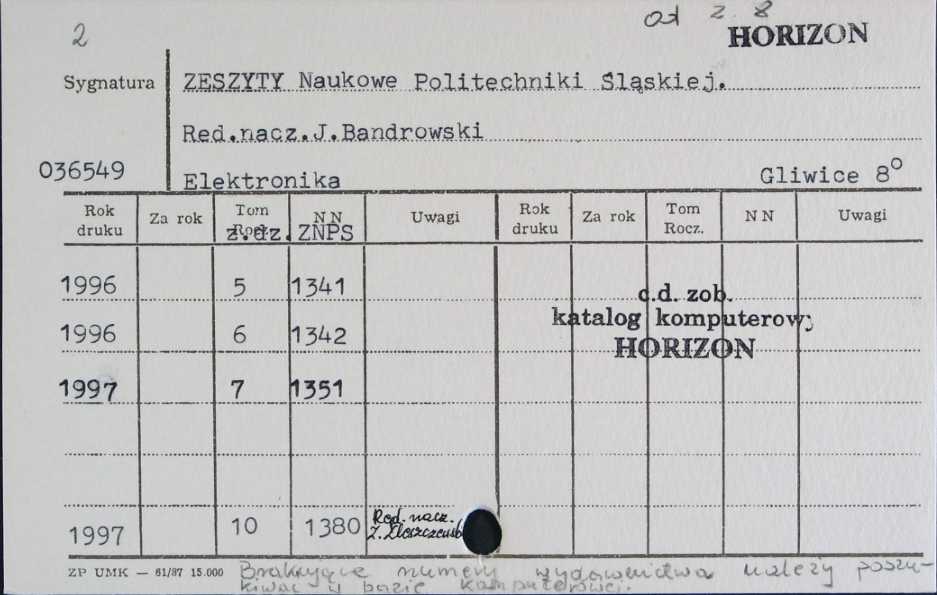 2
od z. 8
HORIZON
Sygnatura
ZESZYTY Naukowe Politechniki Śląskiej.
Red.nacz.J.Bandrowski
036549
Elektronika
Gliwice 8°
Rok druku Za rok Tom Rocz. NN Uwagi Rok druku Za rok Tom Rocz. NN Uwagi
z.dz. ZNPS
1996 5 1341
c.d. zob.
katalog komputerowy
1996 6 1342
HORIZON
1997 7 1351
Red. nacz.
1997 10 1380 Z.
ZP UMK — 61/87 15.000 Brakujące numery wydawnictwa należy poszu-
kiwać w bazie komputerowej.